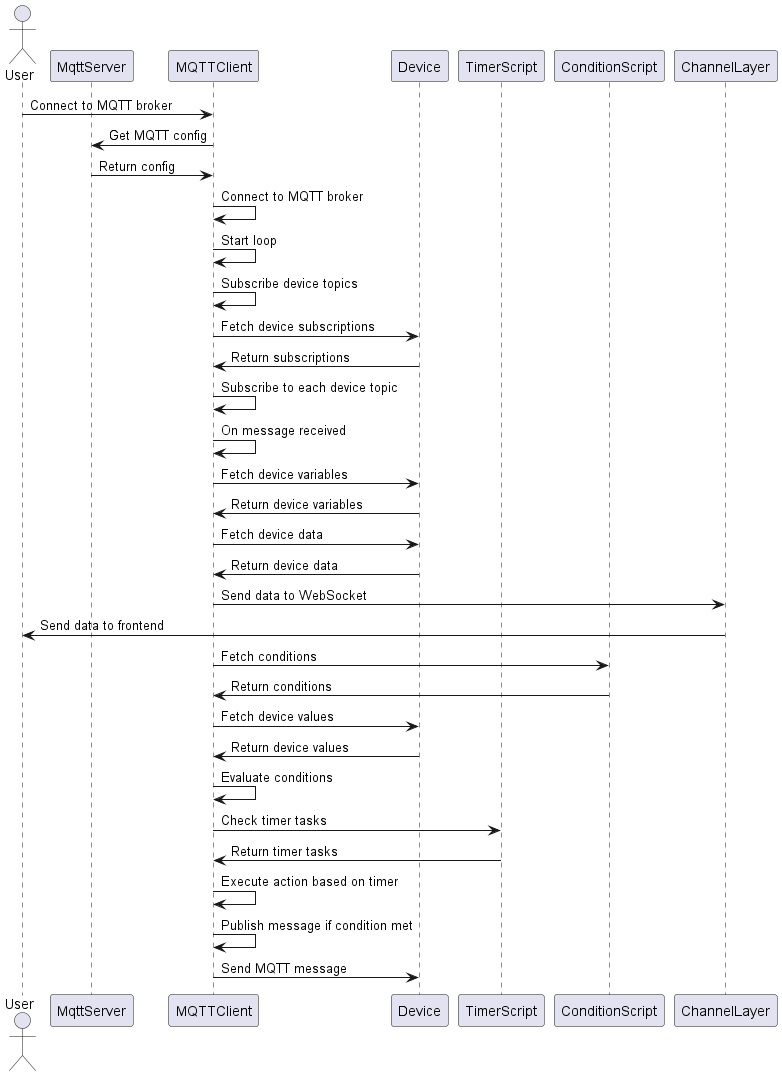 User
MqttServer
MQTTClient
Device
TimerScript
ConditionScript
ChannelLayer
Connect to MQTT broker
Get MQTT config
Return config
Connect to MQTT broker
Start loop
Subscribe device topics
Fetch device subscriptions
Return subscriptions
Subscribe to each device topic
On message received
Fetch device variables
Return device variables
Fetch device data
Return device data
Send data to WebSocket
Send data to frontend
Fetch conditions
Return conditions
Fetch device values
Return device values
Evaluate conditions
Check timer tasks
Return timer tasks
Execute action based on timer
Publish message if condition met
Send MQTT message
User
MqttServer
MQTTClient
Device
TimerScript
ConditionScript
ChannelLayer